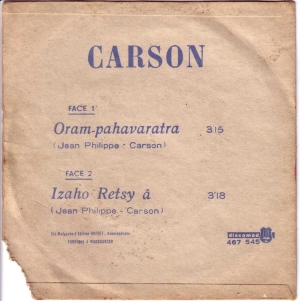 CARSON
FACE 1
Oram-pahavaratra 3'15
(Jean Philippe - Carson)
FACE 2
Izaho Retsy â 3'18
(Jean Philippe - Carson)
discomad
467 545